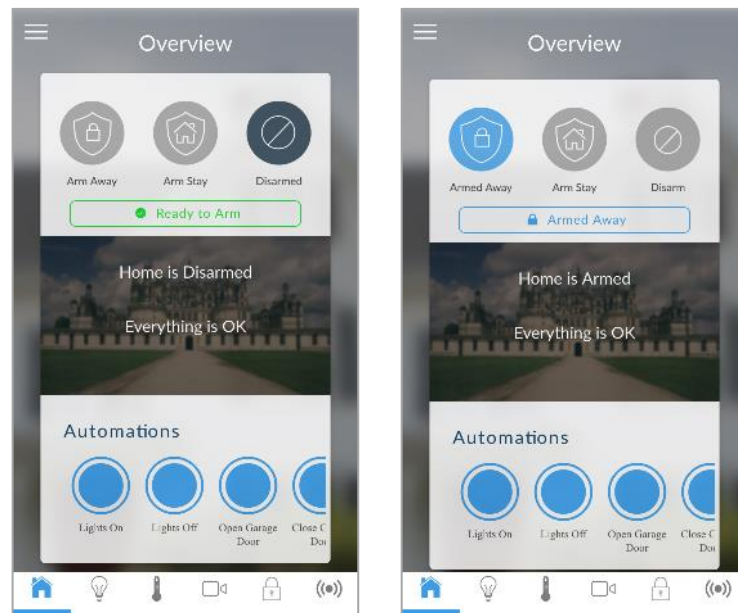 Overview
Arm Away Arm Stay Disarmed
Ready to Arm
Home is Disarmed
Everything is OK
Automations
Lights On Lights Off Open Garage Close
Door
Overview
Armed Away Arm Stay Disarm
Armed Away
Home is Armed
Everything is OK
Automations
Lights On Lights Off Open Garage Close
Door